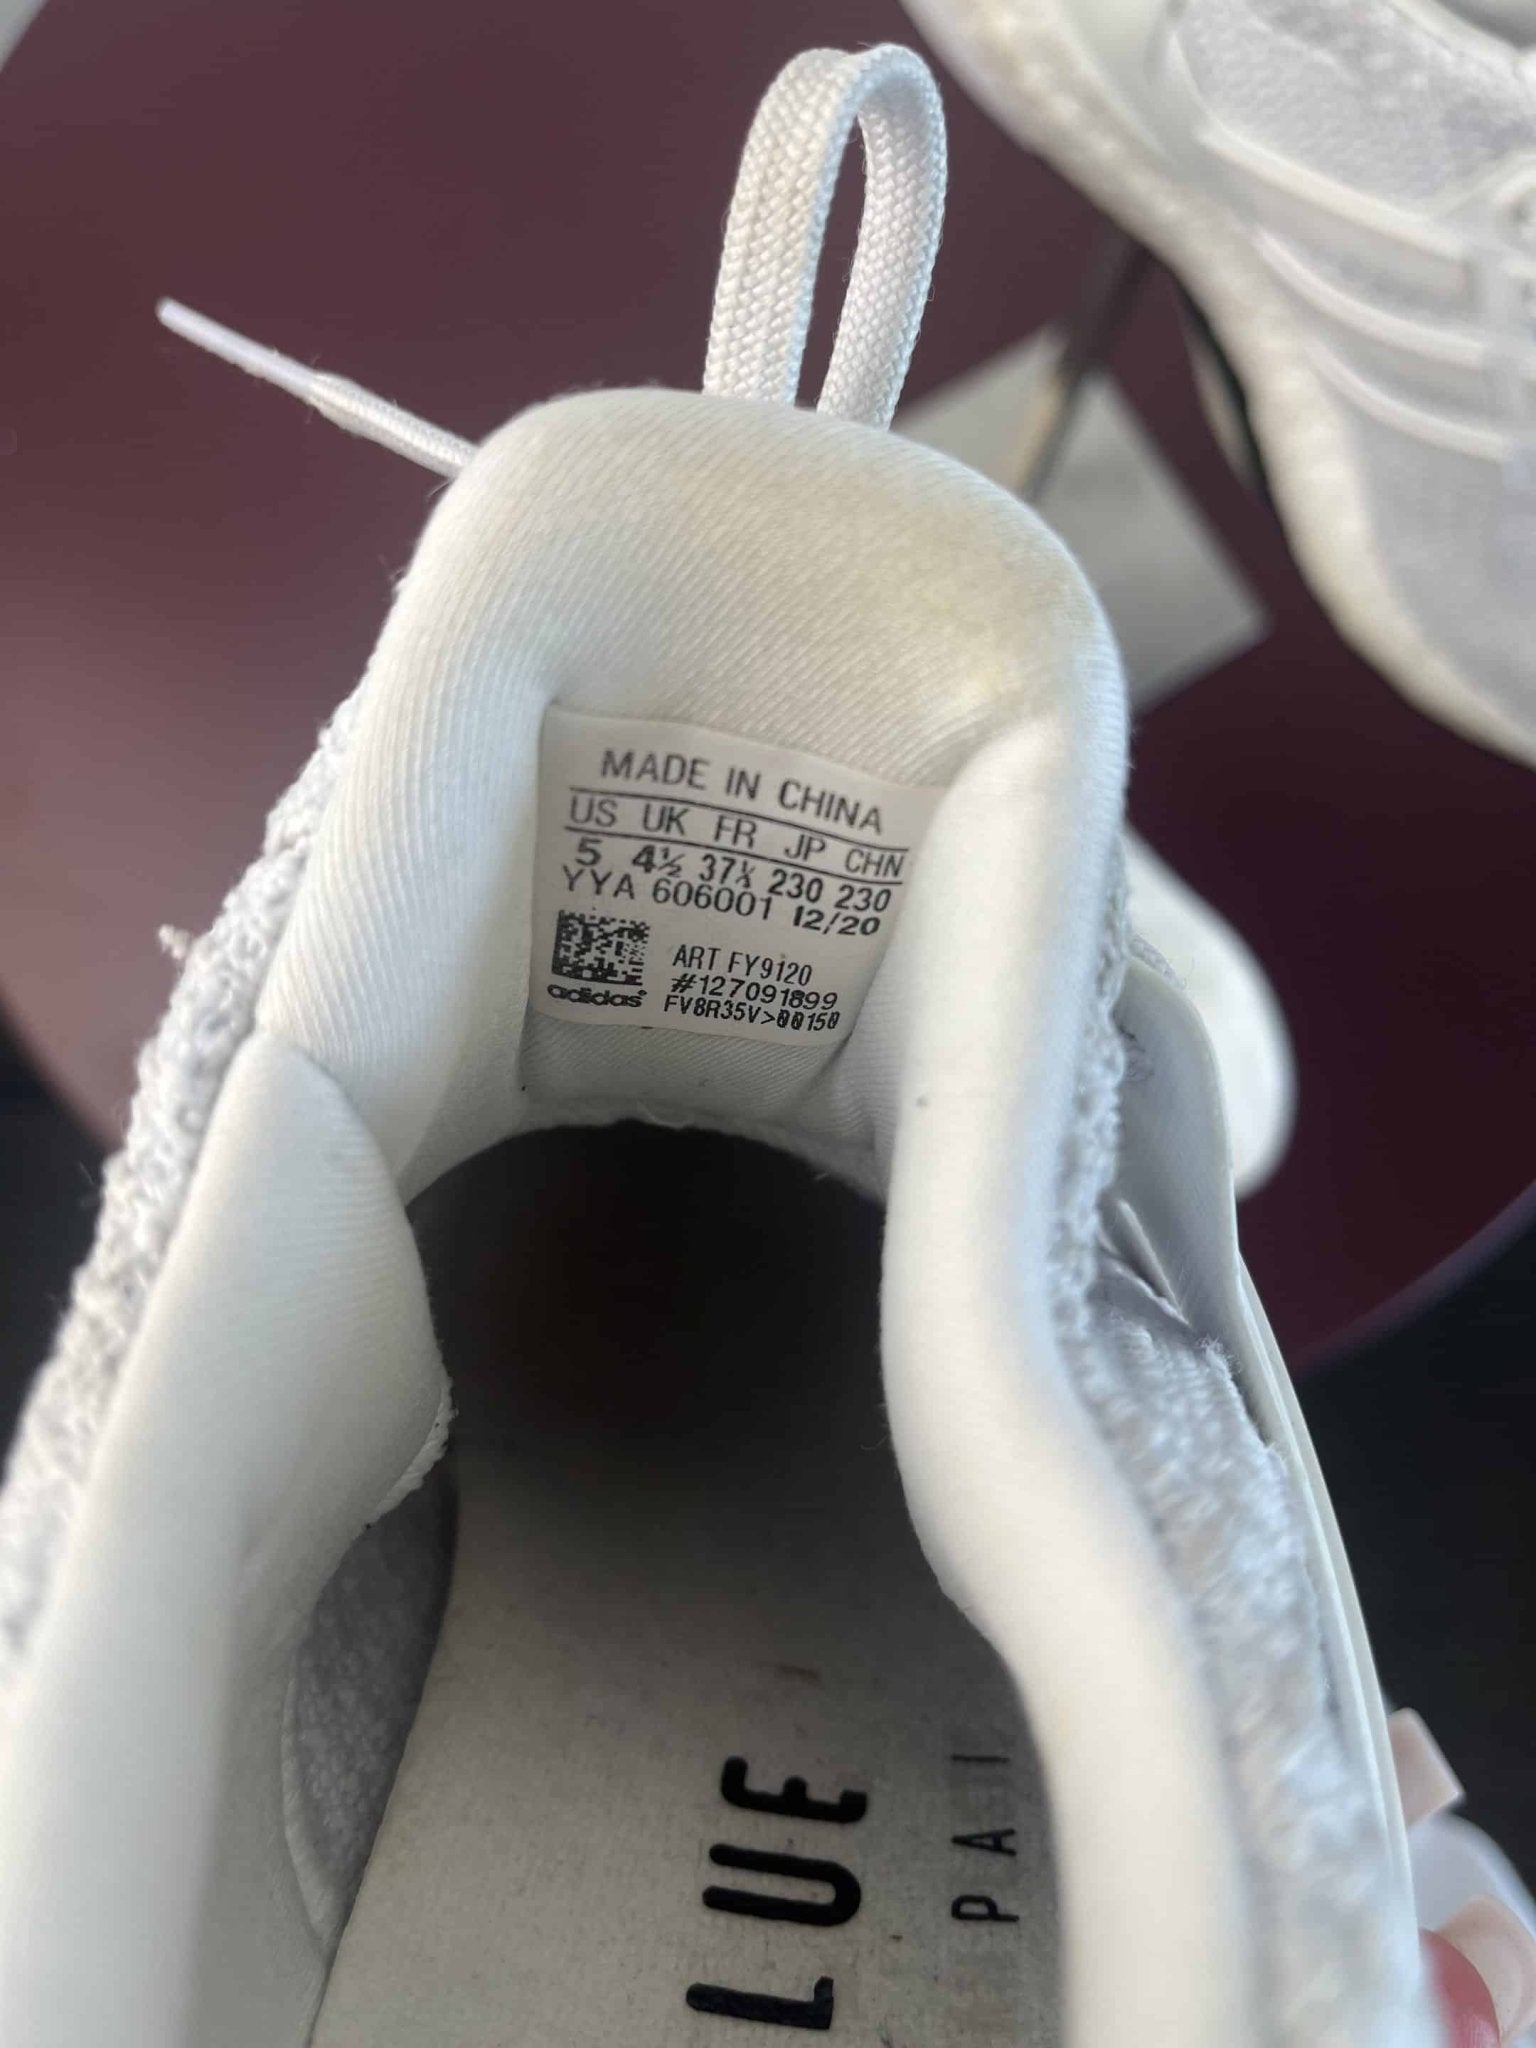 MADE IN CHINA
US UK FR JP CHN
5 4½ 37⅓ 230 230
YYA 606001 12/20
ART FY9120
#127091899
adidas
FV8R35V>00150
LUE
PA